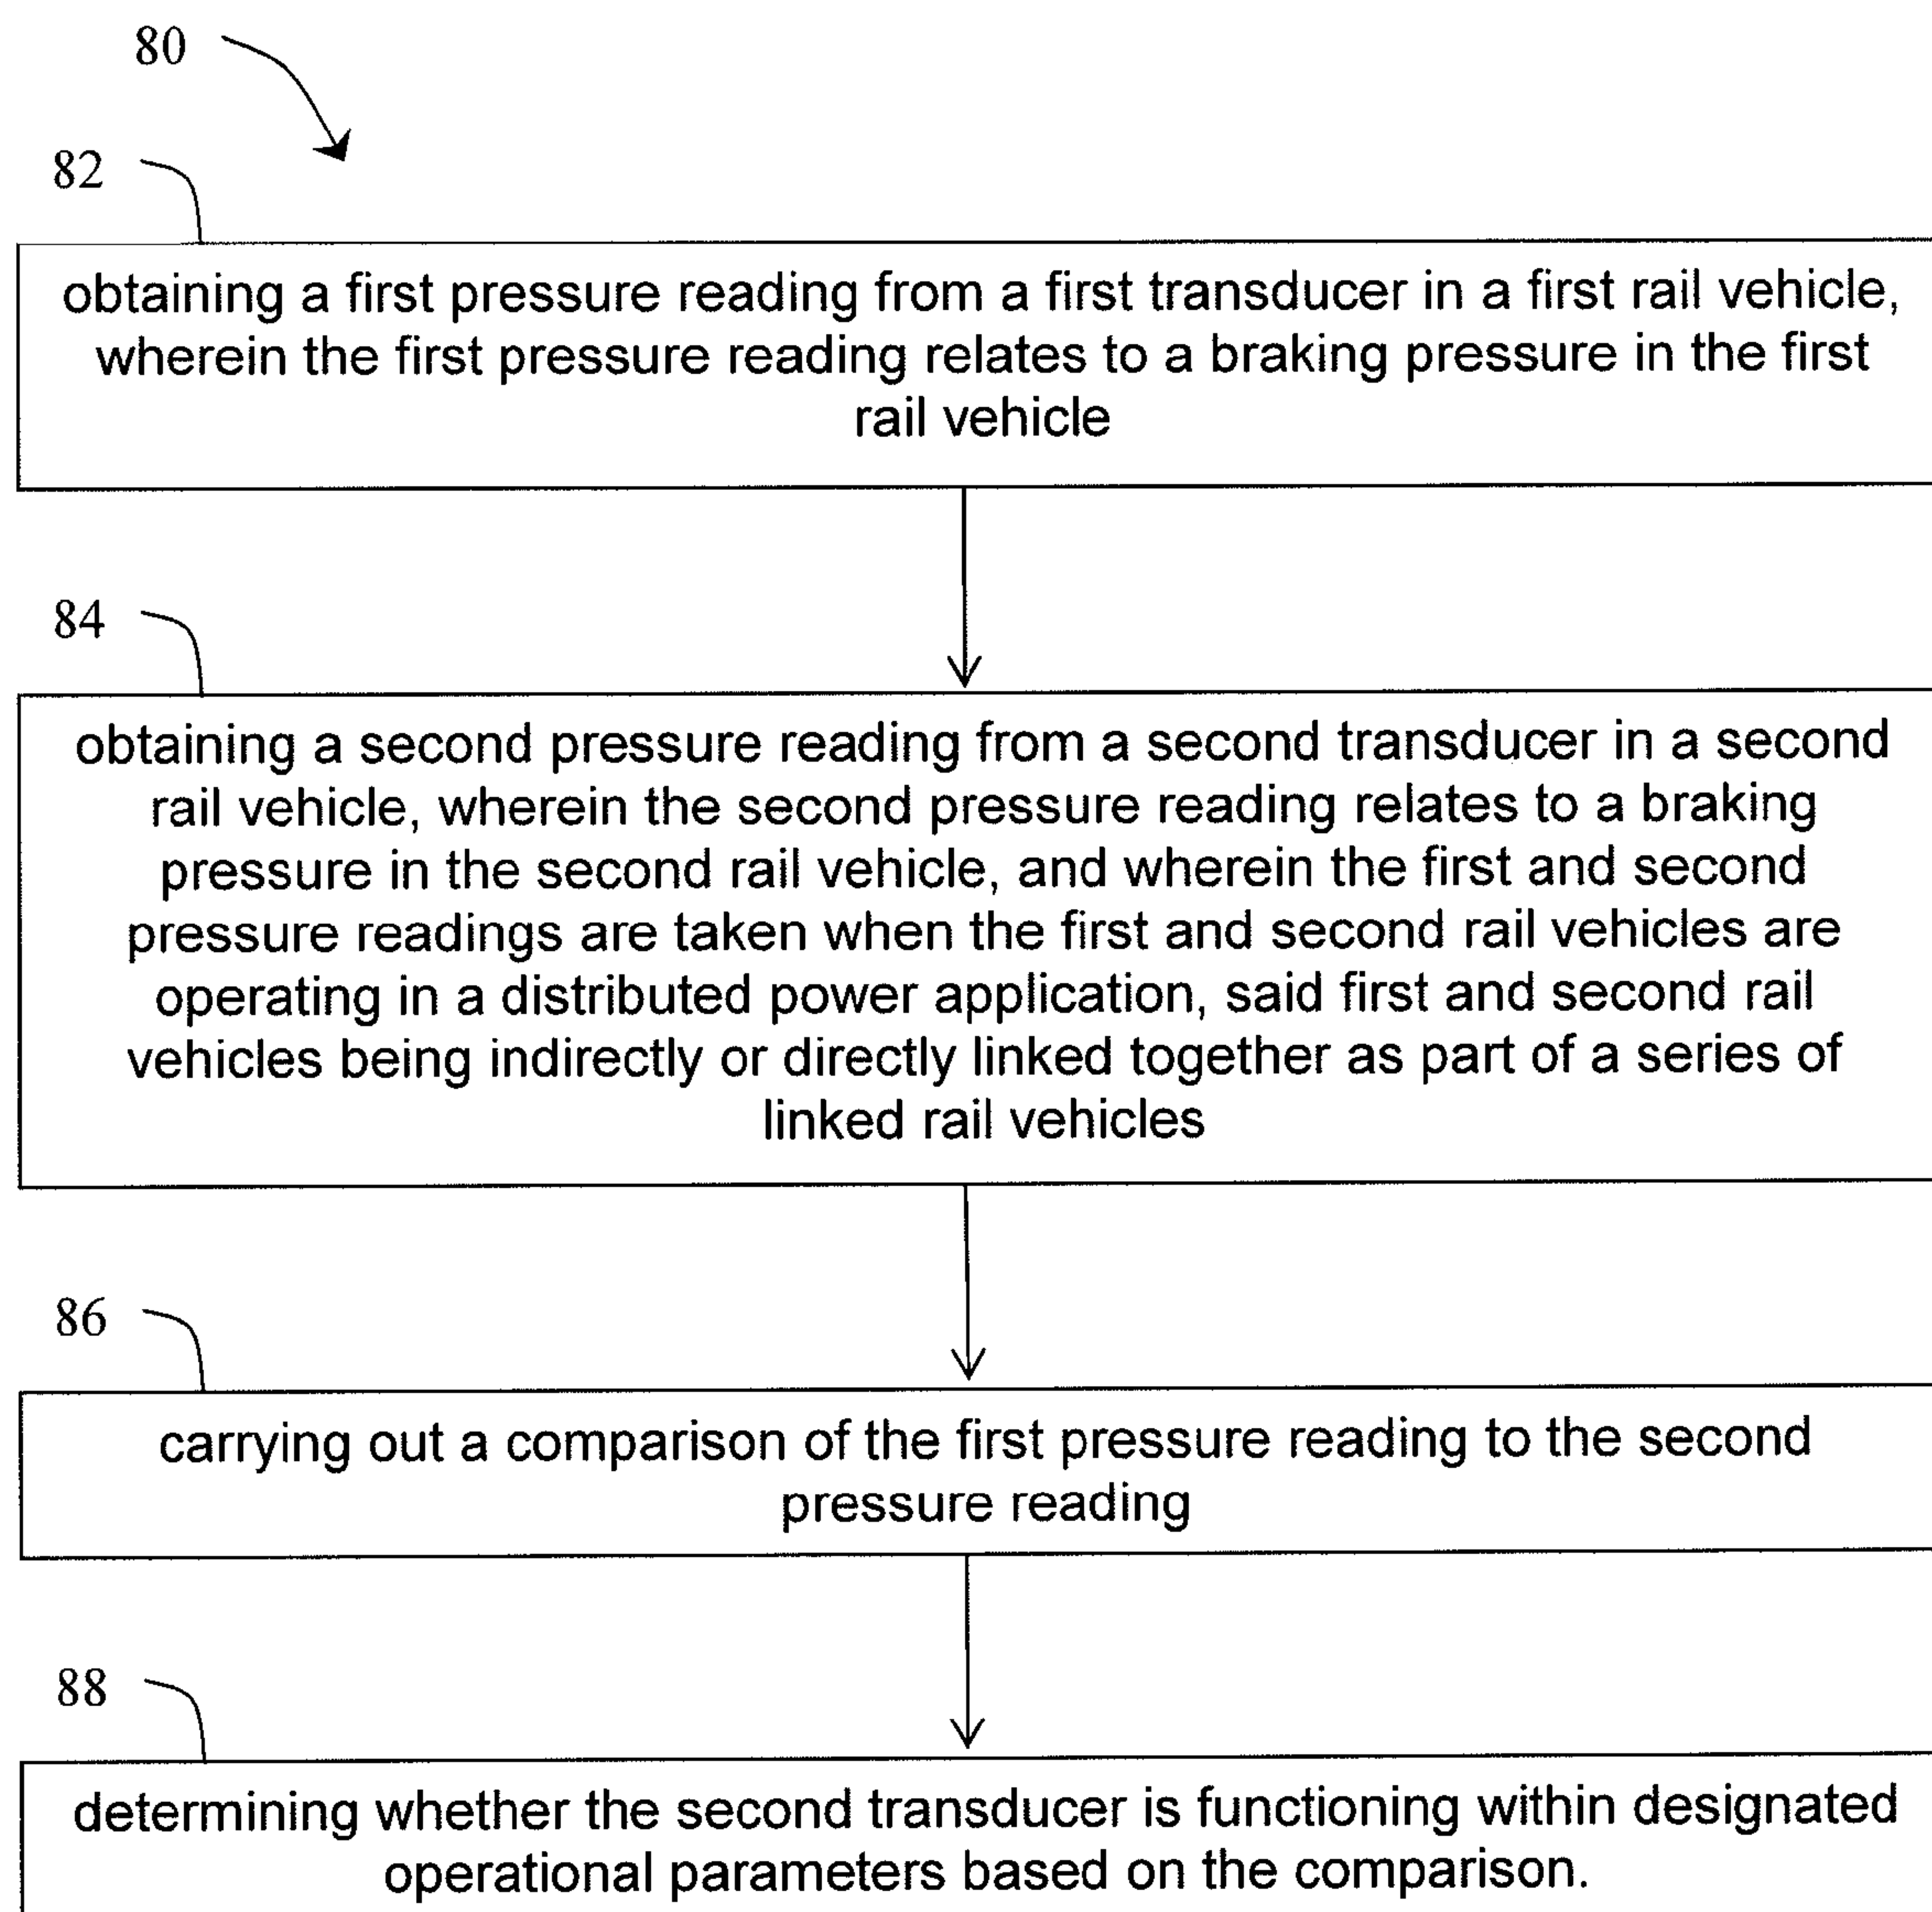 80
82
obtaining a first pressure reading from a first transducer in a first rail vehicle,
wherein the first pressure reading relates to a braking pressure in the first
rail vehicle
84
obtaining a second pressure reading from a second transducer in a second
rail vehicle, wherein the second pressure reading relates to a braking
pressure in the second rail vehicle, and wherein the first and second
pressure readings are taken when the first and second rail vehicles are
operating in a distributed power application, said first and second rail
vehicles being indirectly or directly linked together as part of a series of
linked rail vehicles
86
carrying out a comparison of the first pressure reading to the second
pressure reading
88
determining whether the second transducer is functioning within designated
operational parameters based on the comparison.